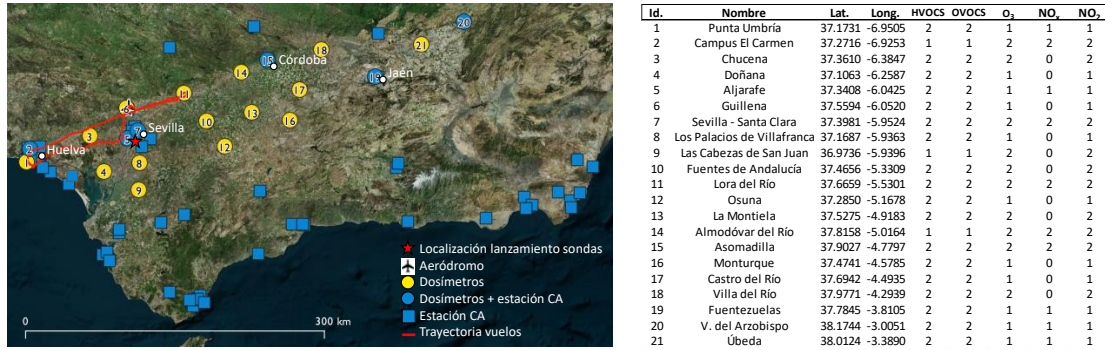 20
18
21
15
Córdoba
19
Jaén
14
17
11
13
16
10
7
Sevilla
3
12
2
Huelva
1
8
4
9
Localización lanzamiento sondas
Aeródromo
Dosímetros
Dosímetros + estación CA
Estación CA
Trayectoria vuelos
0
300 km
Id. Nombre Lat. Long. HVOCS OVOCS O3 NOx NO2
1 Punta Umbría 37.1731 -6.9505 2 2 1 1 1
2 Campus El Carmen 37.2716 -6.9253 1 1 2 2 2
3 Chucena 37.3610 -6.3847 2 2 2 0 2
4 Doñana 37.1063 -6.2587 2 2 1 0 1
5 Aljarafe 37.3408 -6.0425 2 2 1 1 1
6 Guillena 37.5594 -6.0520 2 2 1 0 1
7 Sevilla - Santa Clara 37.3981 -5.9524 2 2 2 2 2
8 Los Palacios de Villafranca 37.1687 -5.9363 2 2 1 0 1
9 Las Cabezas de San Juan 36.9736 -5.9396 1 1 2 0 2
10 Fuentes de Andalucía 37.4656 -5.3309 2 2 2 0 2
11 Lora del Río 37.6659 -5.5301 2 2 2 2 2
12 Osuna 37.2850 -5.1678 2 2 1 0 1
13 La Montiela 37.5275 -4.9183 2 2 2 0 2
14 Almodóvar del Río 37.8158 -5.0164 1 1 2 2 2
15 Asomadilla 37.9027 -4.7797 2 2 2 2 2
16 Monturque 37.4741 -4.5785 2 2 1 0 1
17 Castro del Río 37.6942 -4.4935 2 2 1 0 1
18 Villa del Río 37.9771 -4.2939 2 2 2 0 2
19 Fuentezuelas 37.7845 -3.8105 2 2 1 1 1
20 V. del Arzobispo 38.1744 -3.0051 2 2 1 1 1
21 Úbeda 38.0124 -3.3890 2 2 1 1 1